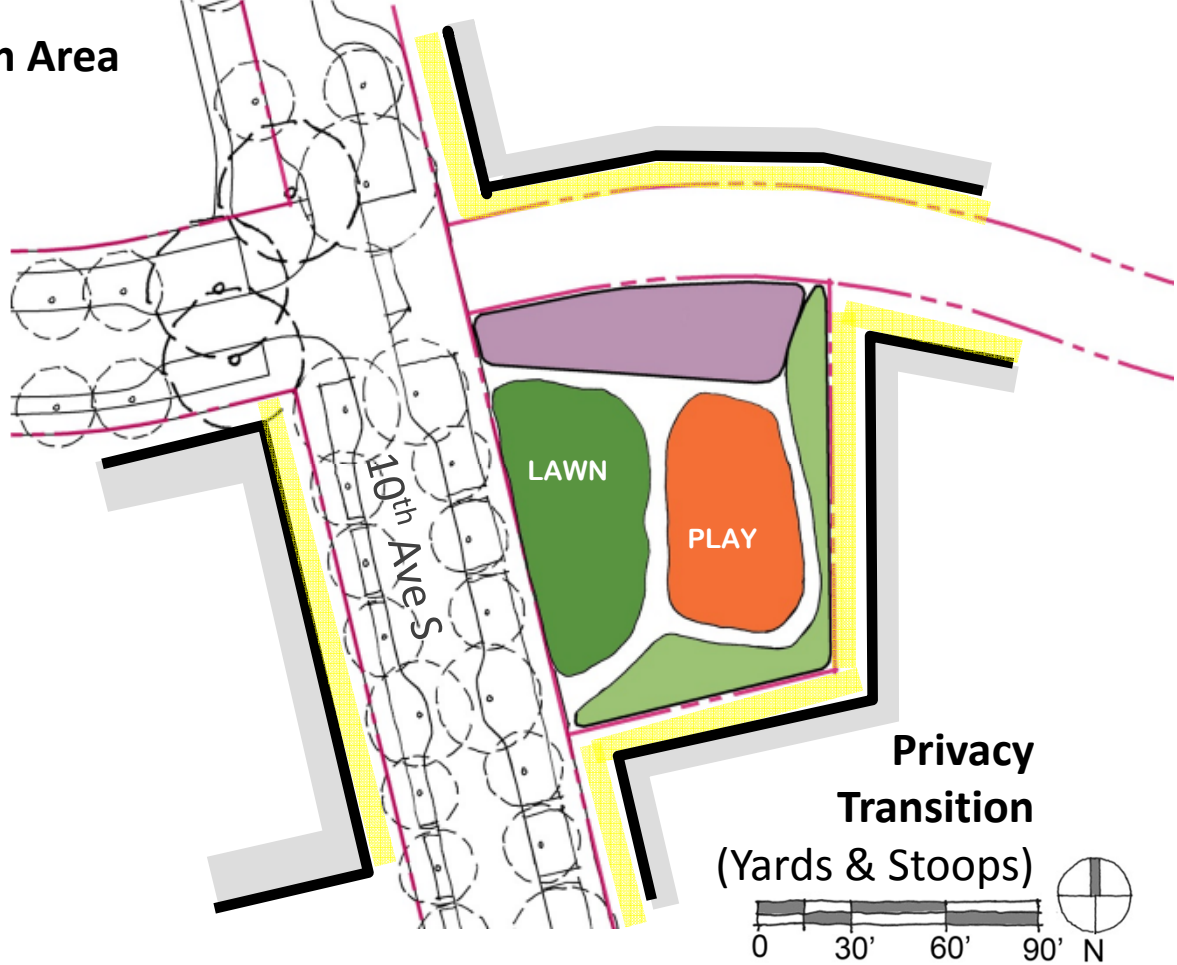 Area
LAWN
PLAY
10th Ave S
Privacy
Transition
(Yards & Stoops)
0 30’ 60’ 90’ N